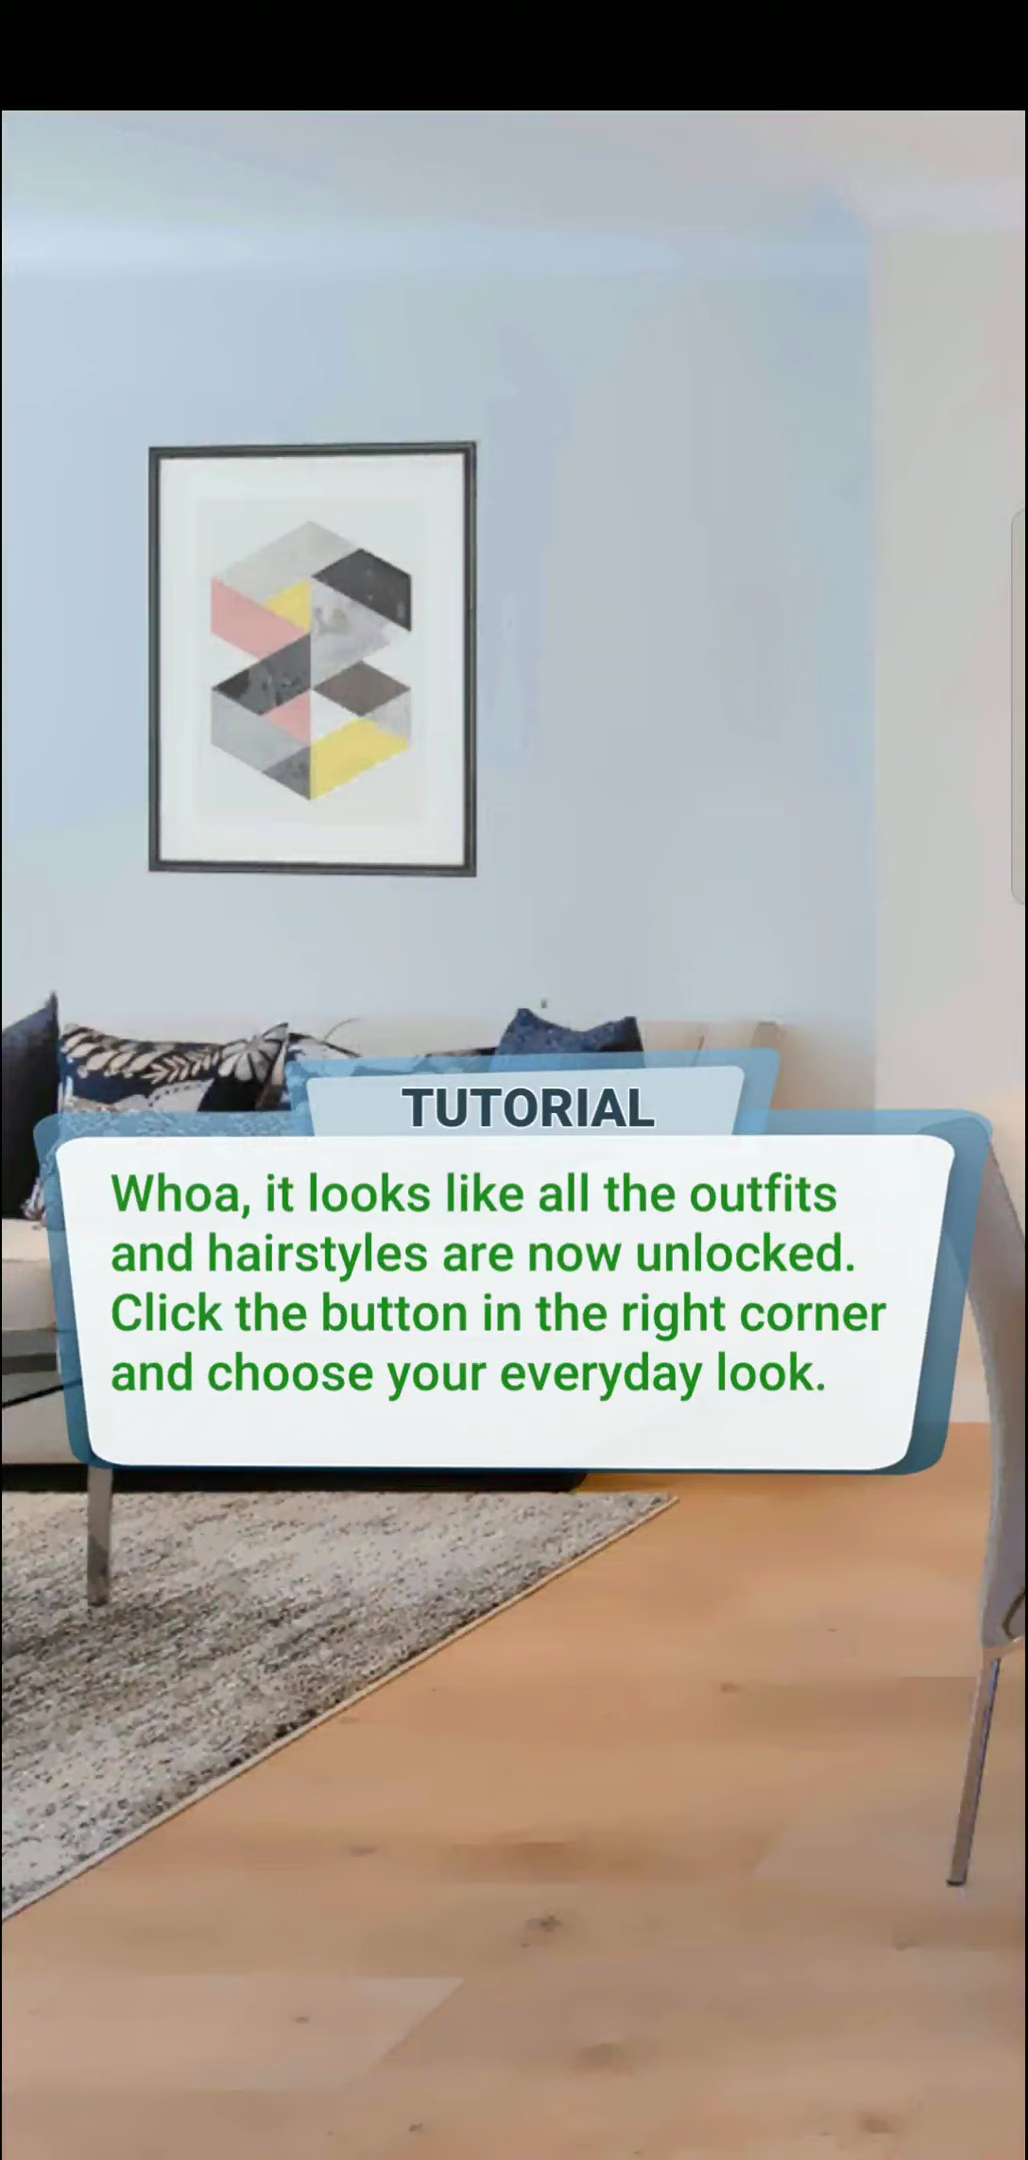 TUTORIAL
Whoa, it looks like all the outfits
and hairstyles are now unlocked.
Click the button in the right corner
and choose your everyday look.